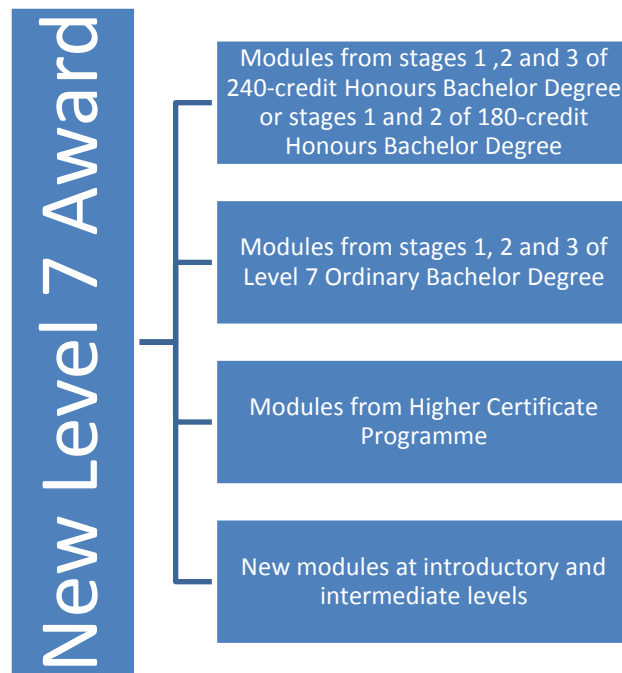 New Level 7 Award
Modules from stages 1 ,2 and 3 of
240-credit Honours Bachelor Degree
or stages 1 and 2 of 180-credit
Honours Bachelor Degree
Modules from stages 1, 2 and 3 of
Level 7 Ordinary Bachelor Degree
Modules from Higher Certificate
Programme
New modules at introductory and
intermediate levels